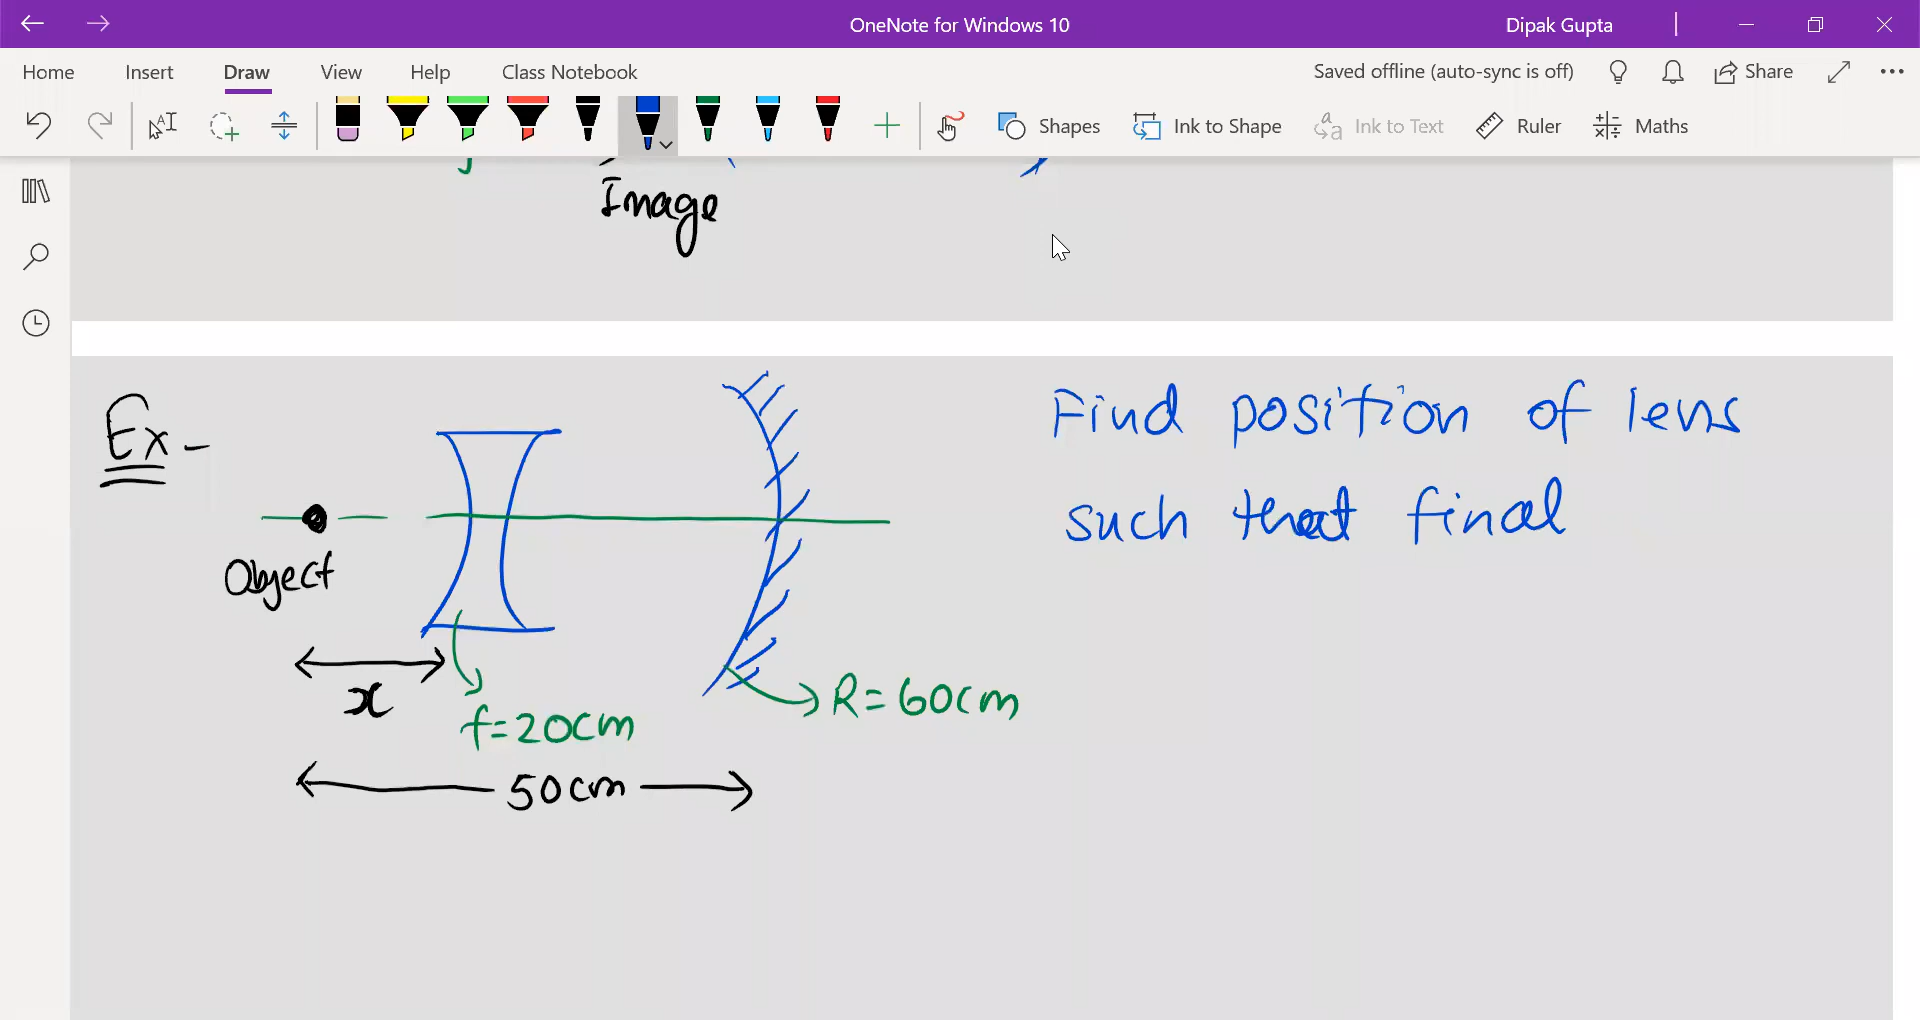 OneNote for Windows 10
Dipak Gupta
Home Insert Draw View Help Class Notebook
Saved offline (auto-sync is off) Share
Shapes Ink to Shape Ink to Text Ruler Maths
Image
Ex -
Find position of lens
such that final
Object
x
f=20cm
R=60cm
50cm